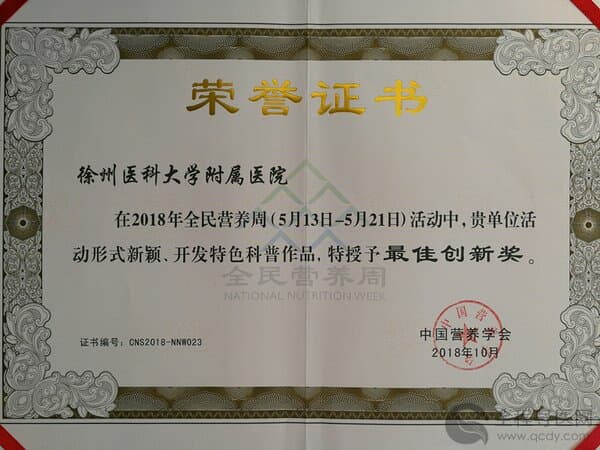 荣誉证书
徐州医科大学附属医院
在2018年全民营养周(5月13日-5月21日)活动中,贵单位活
动形式新颖、开发特色科普作品,特授予最佳创新奖。
全民营养周
NATIONAL NUTRITION WEEK
证书编号:CNS2018-NNW023
中国营养学会
2018年10月
www.qcdy.com